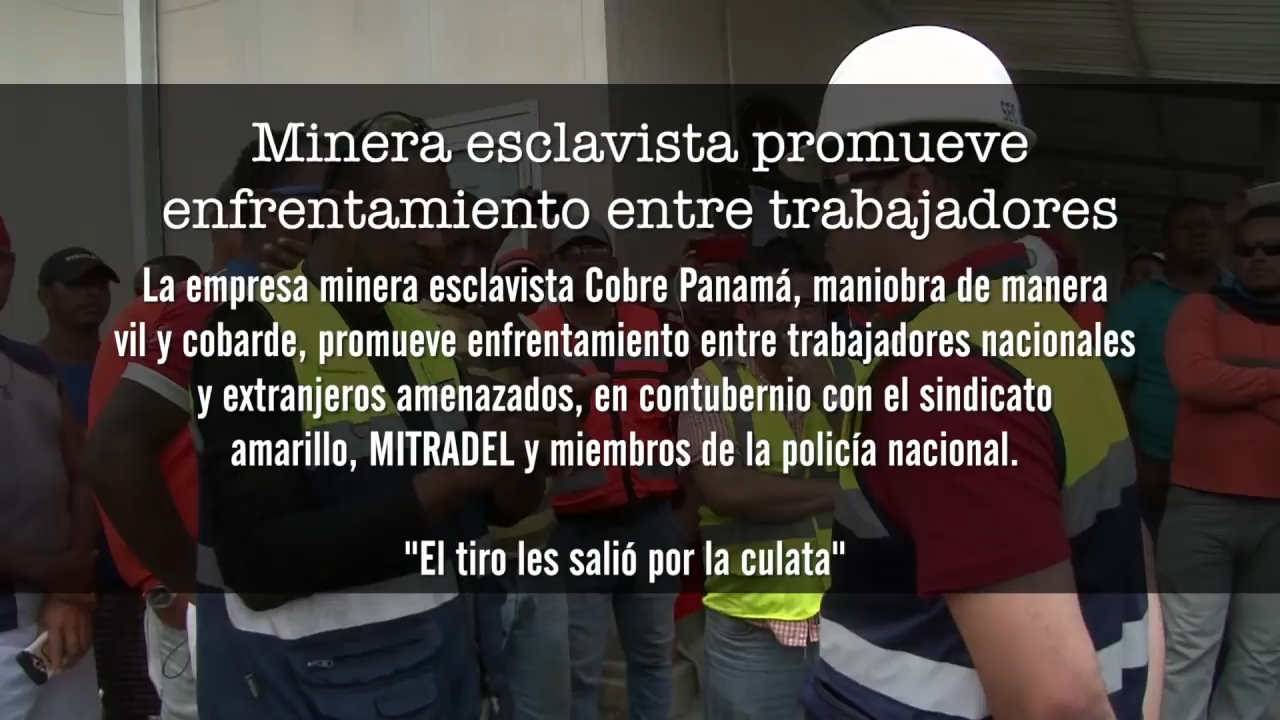 Minera esclavista promueve
enfrentamiento entre trabajadores
La empresa minera esclavista Cobre Panamá, maniobra de manera
vil y cobarde, promueve enfrentamiento entre trabajadores nacionales
y extranjeros amenazados, en contubernio con el sindicato
amarillo, MITRADEL y miembros de la policía nacional.
"El tiro les salió por la culata"